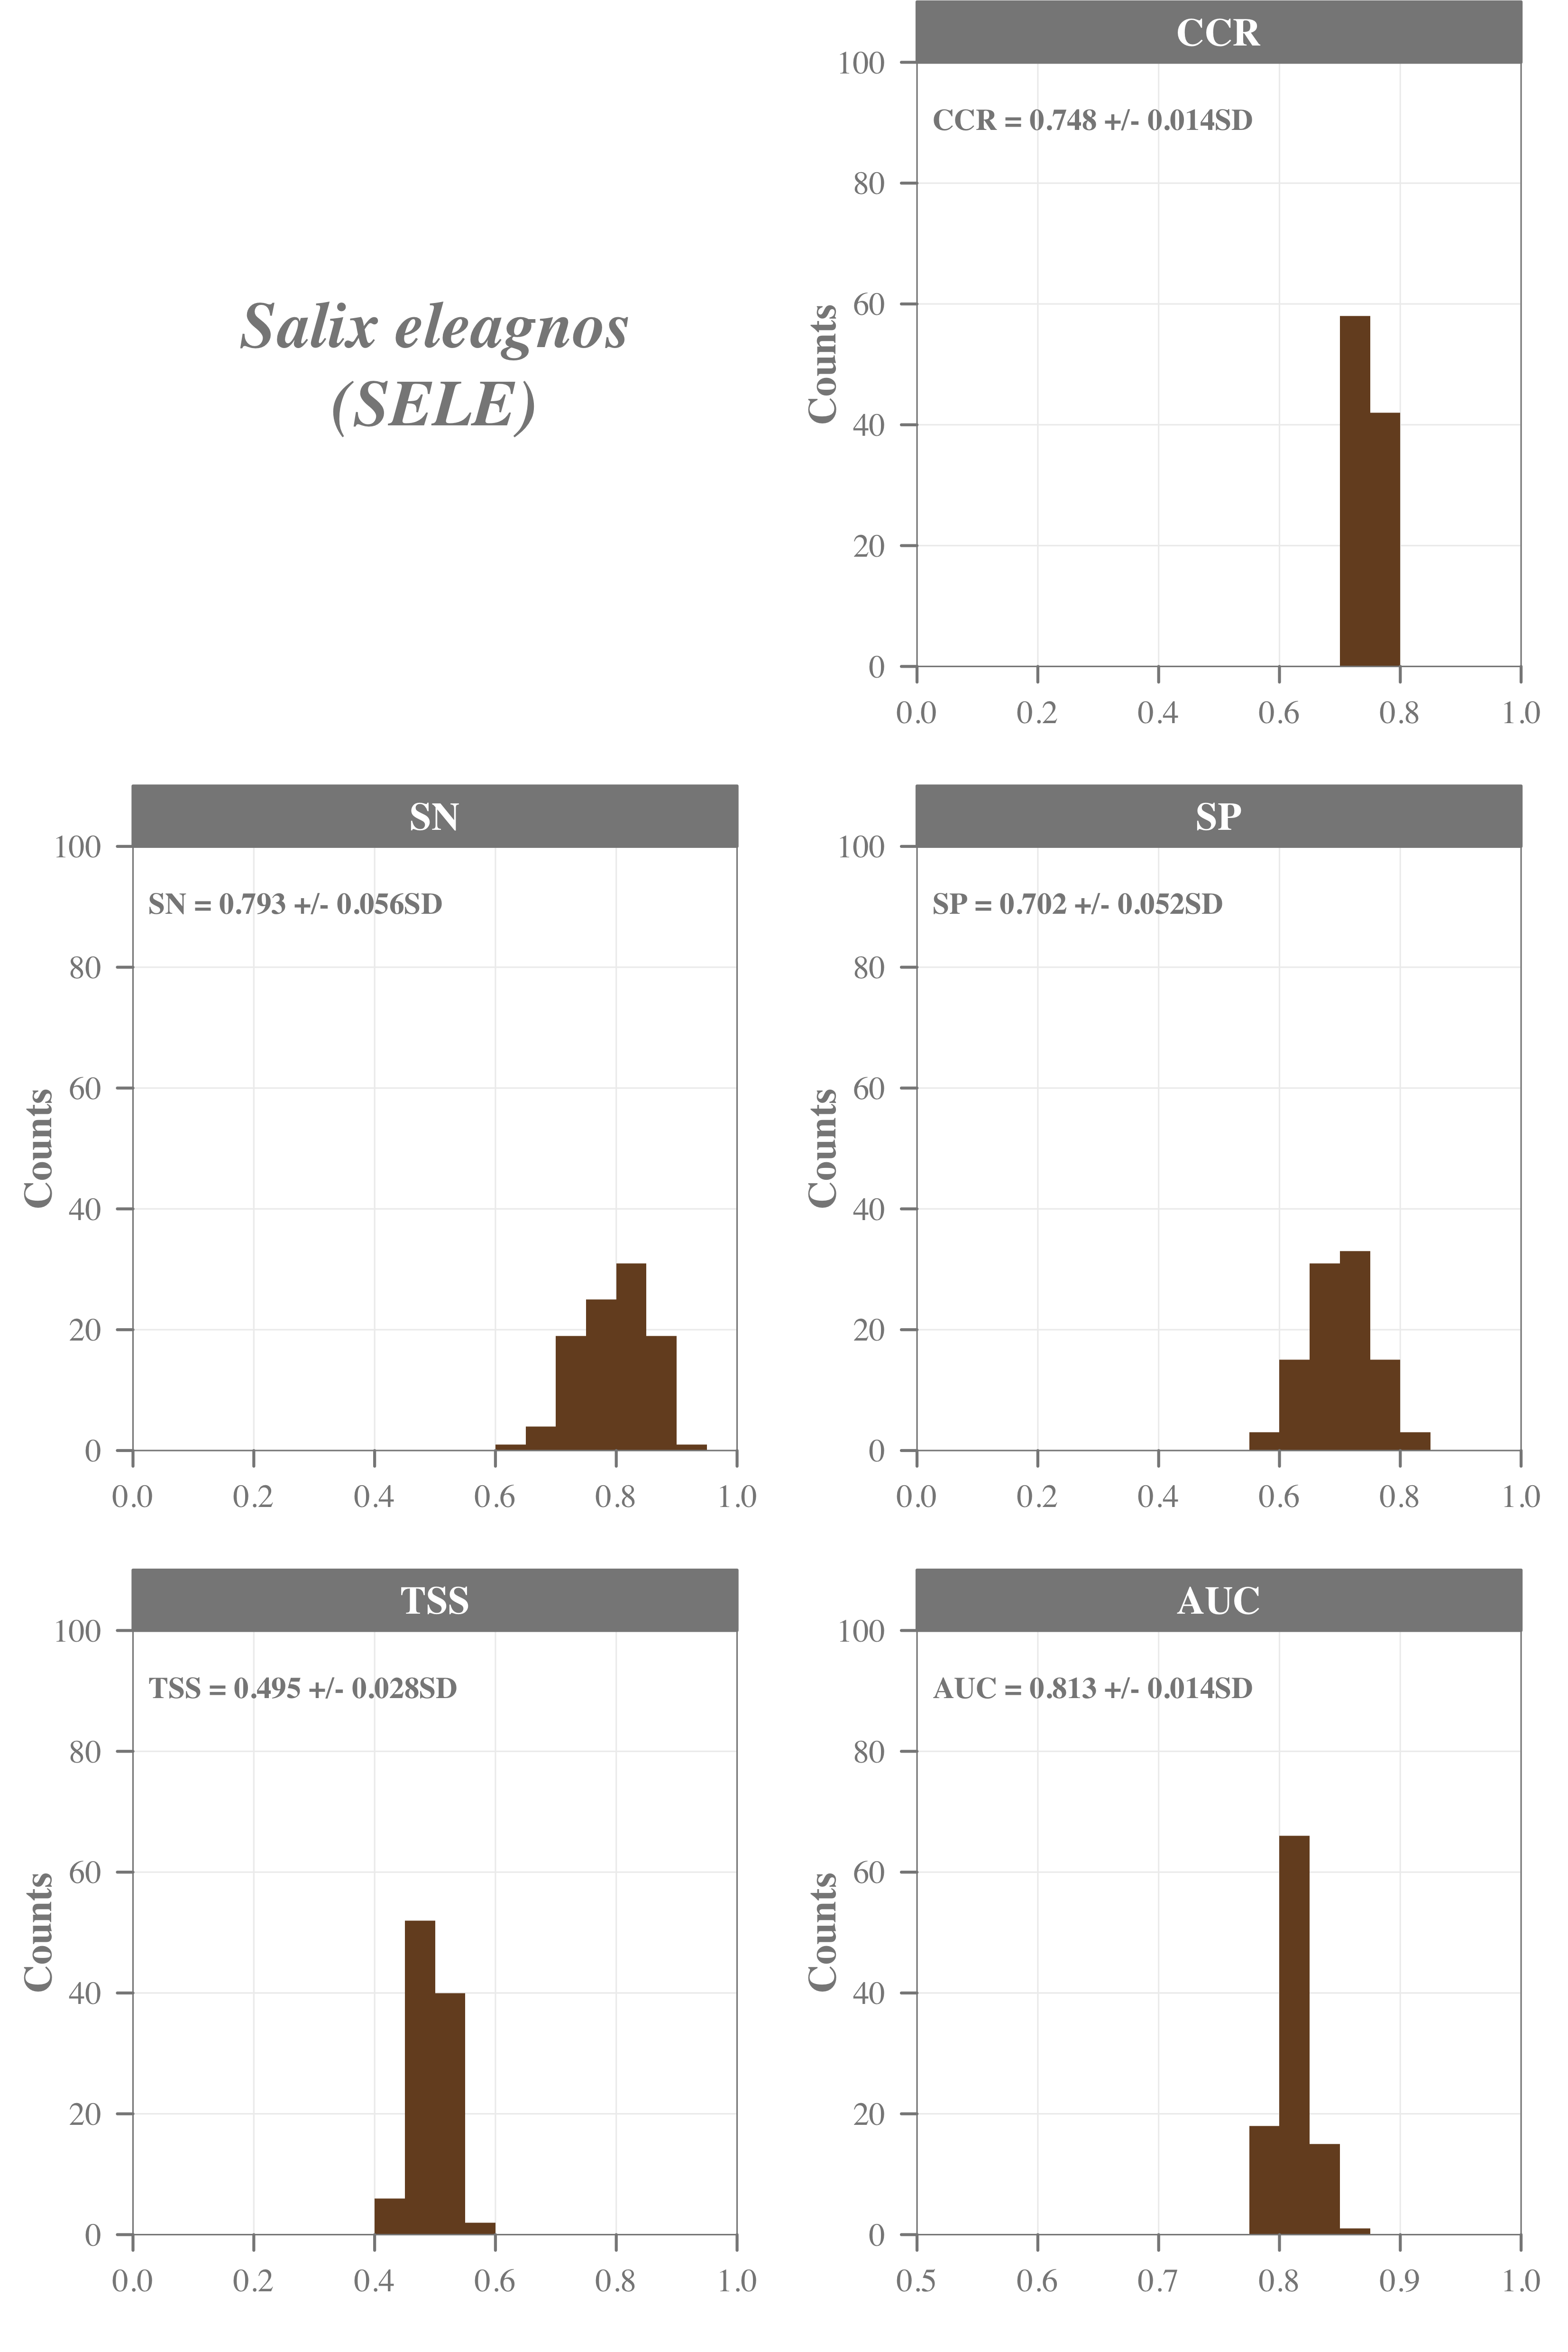 Salix eleagnos
(SELE)
CCR
CCR = 0.748 +/- 0.014SD
Counts
100
80
60
40
20
0
0.0 0.2 0.4 0.6 0.8 1.0
SN
SN = 0.793 +/- 0.056SD
Counts
100
80
60
40
20
0
0.0 0.2 0.4 0.6 0.8 1.0
SP
SP = 0.702 +/- 0.052SD
Counts
100
80
60
40
20
0
0.0 0.2 0.4 0.6 0.8 1.0
TSS
TSS = 0.495 +/- 0.028SD
Counts
100
80
60
40
20
0
0.0 0.2 0.4 0.6 0.8 1.0
AUC
AUC = 0.813 +/- 0.014SD
Counts
100
80
60
40
20
0
0.5 0.6 0.7 0.8 0.9 1.0